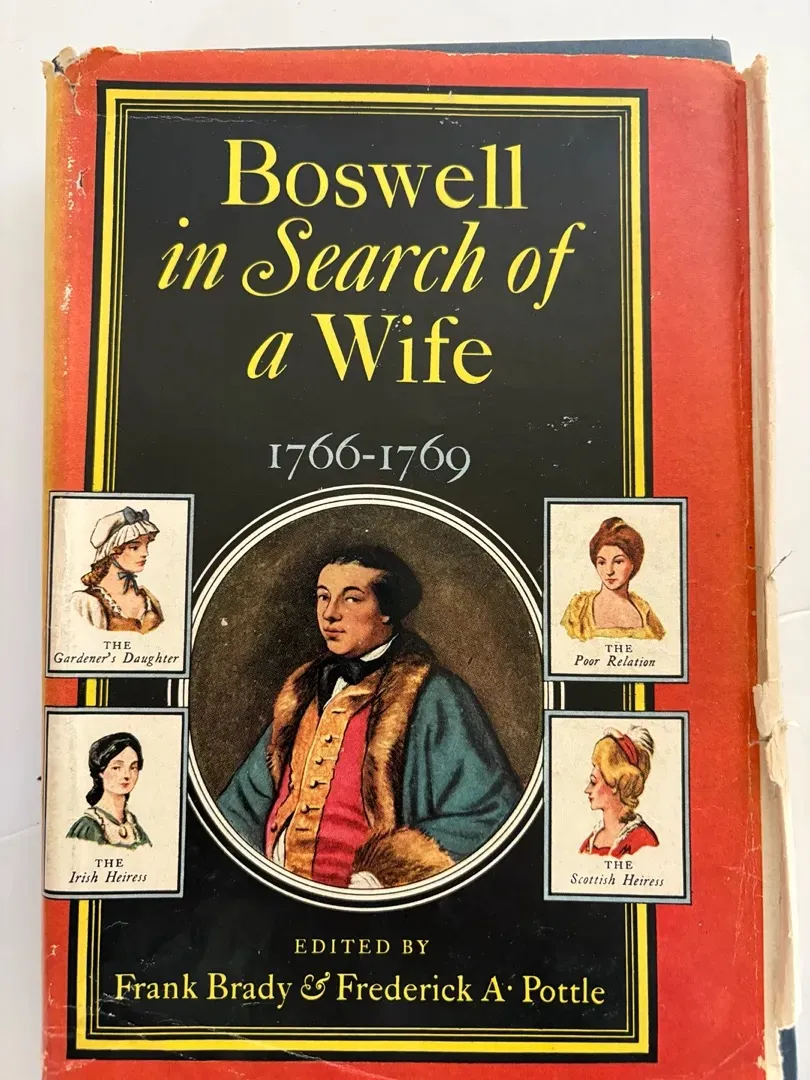 Boswell
in Search of
a Wife
1766-1769
THE
Gardener's Daughter
THE
Poor Relation
THE
Irish Heiress
THE
Scottish Heiress
EDITED BY
Frank Brady & Frederick A· Pottle